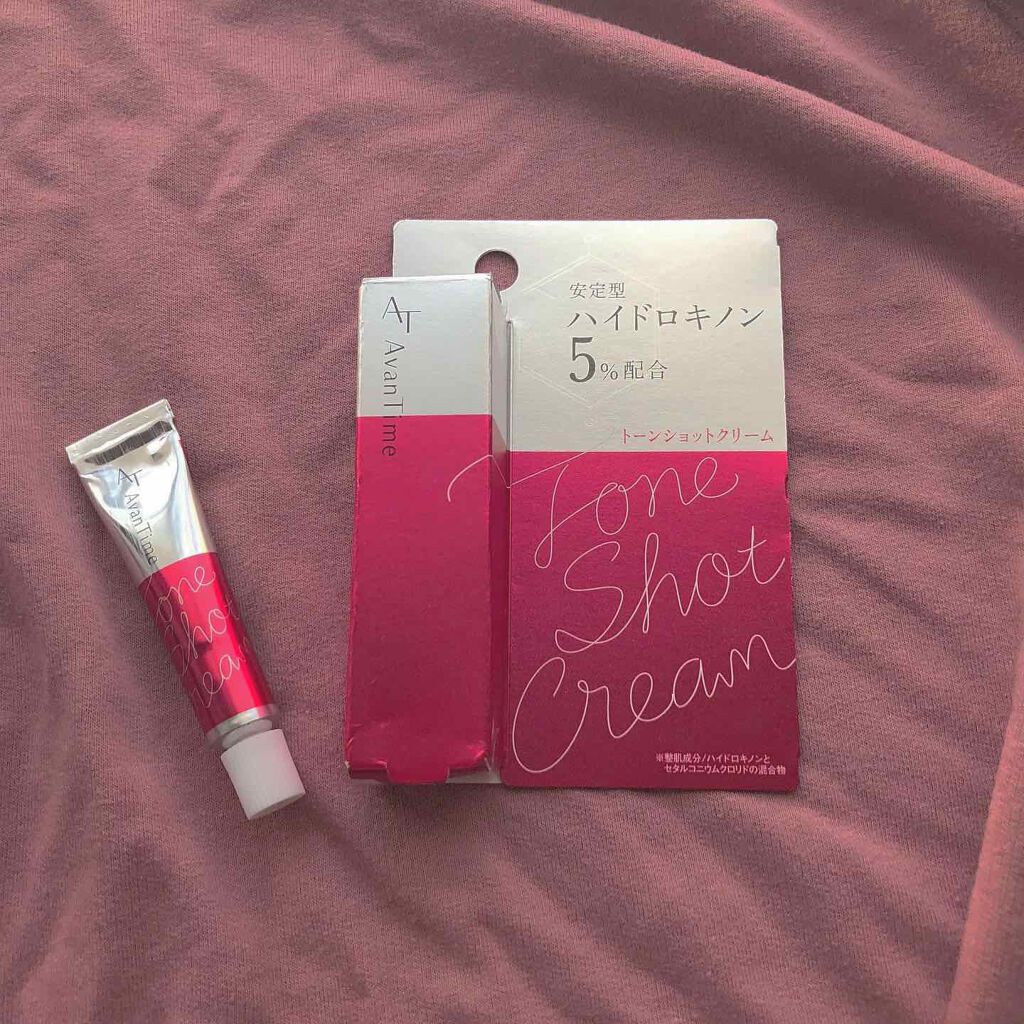 AT AvanTime
安定型
ハイドロキノン
5%配合
トーンショットクリーム
Tone
Shot
Cream
※整肌成分/ハイドロキノンと
セタルコニウムクロリドの混合物
AT AvanTime
Tone
Shot
Cream